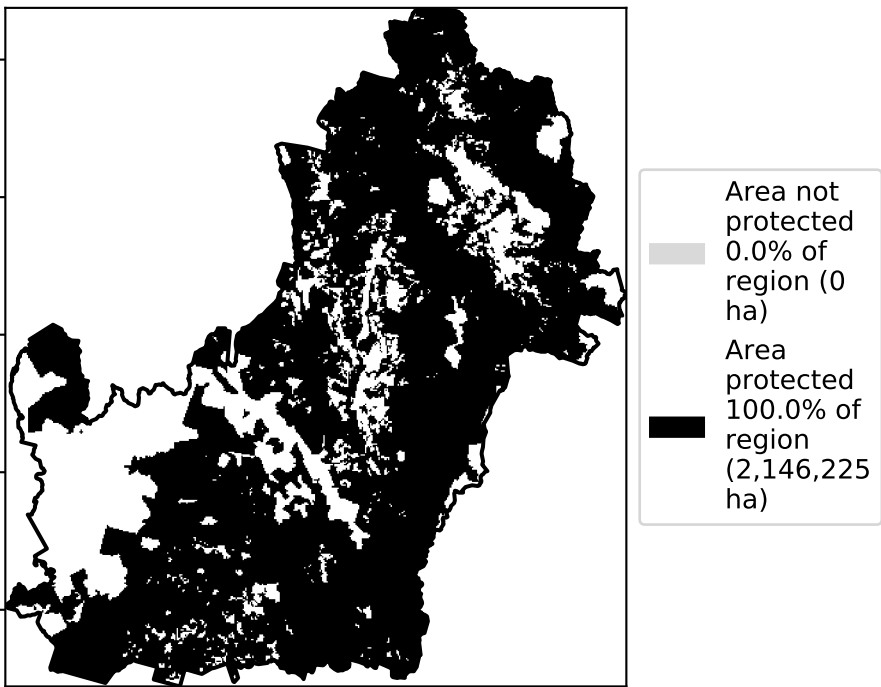 Area not
protected
0.0% of
region (0
ha)
Area
protected
100.0% of
region
(2,146,225
ha)